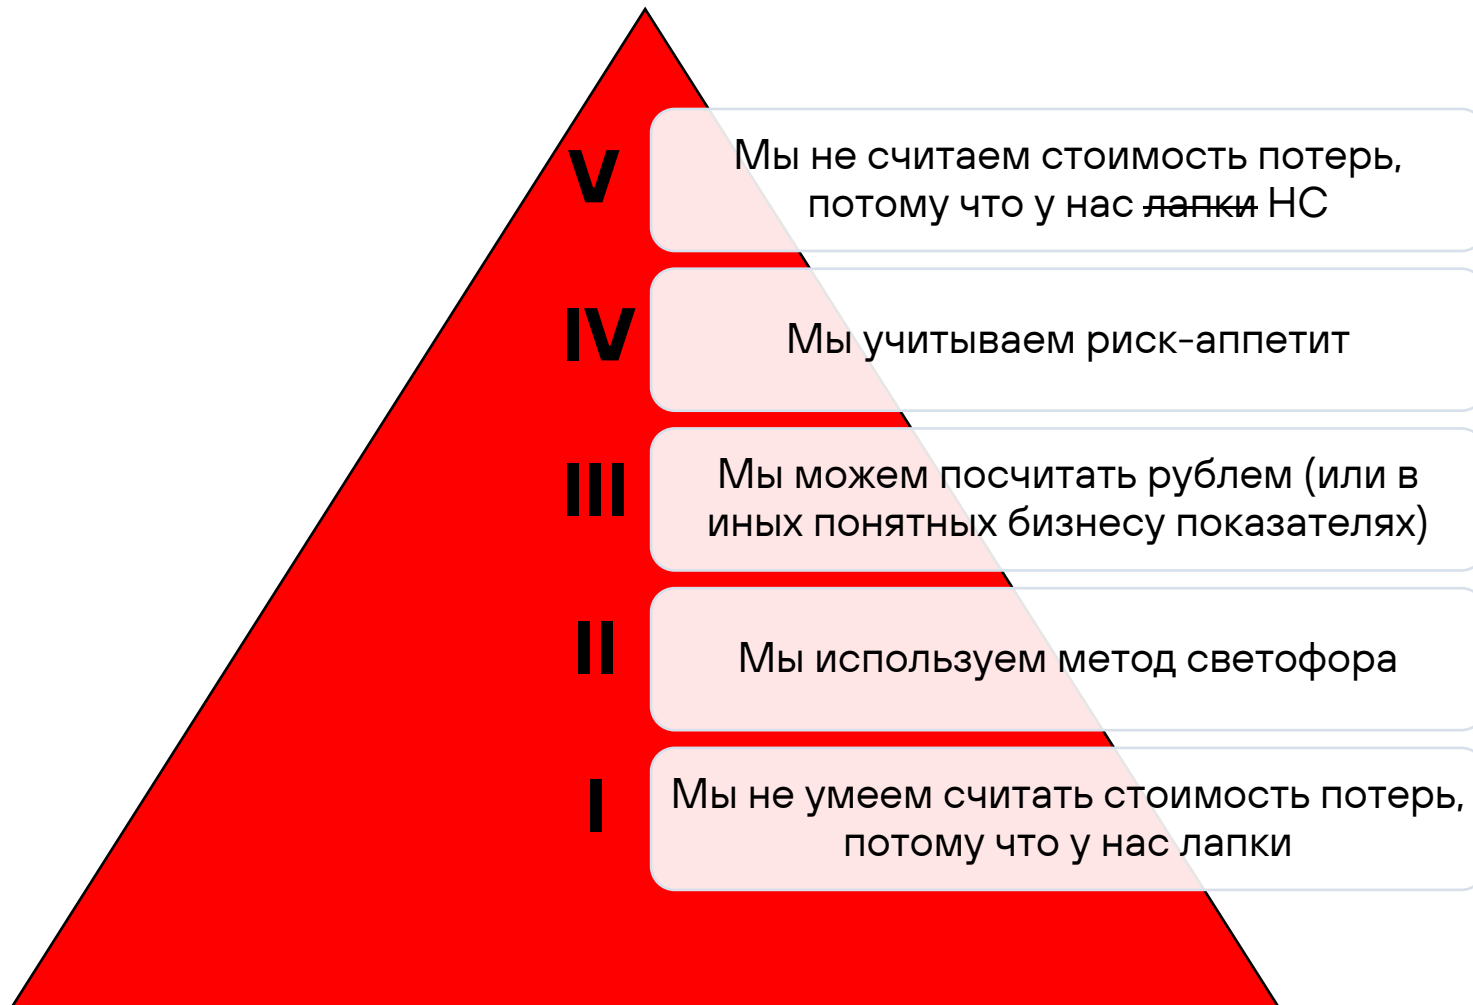 V
Мы не считаем стоимость потерь,
потому что у нас лапки НС
IV
Мы учитываем риск-аппетит
III
Мы можем посчитать рублем (или в
иных понятных бизнесу показателях)
II
Мы используем метод светофора
I
Мы не умеем считать стоимость потерь,
потому что у нас лапки